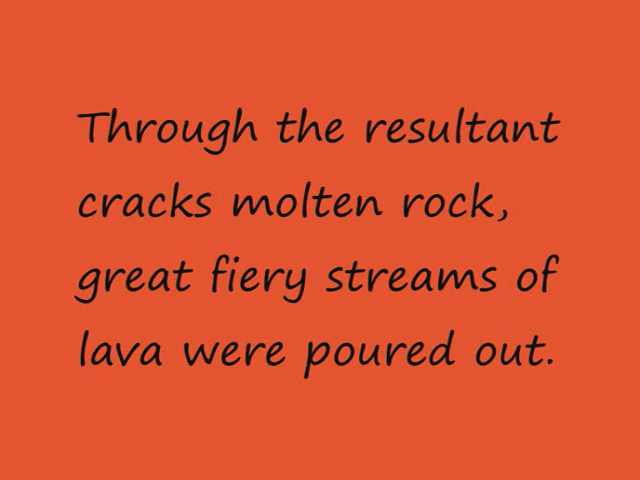 Through the resultant
cracks molten rock,
great fiery streams of
lava were poured out.